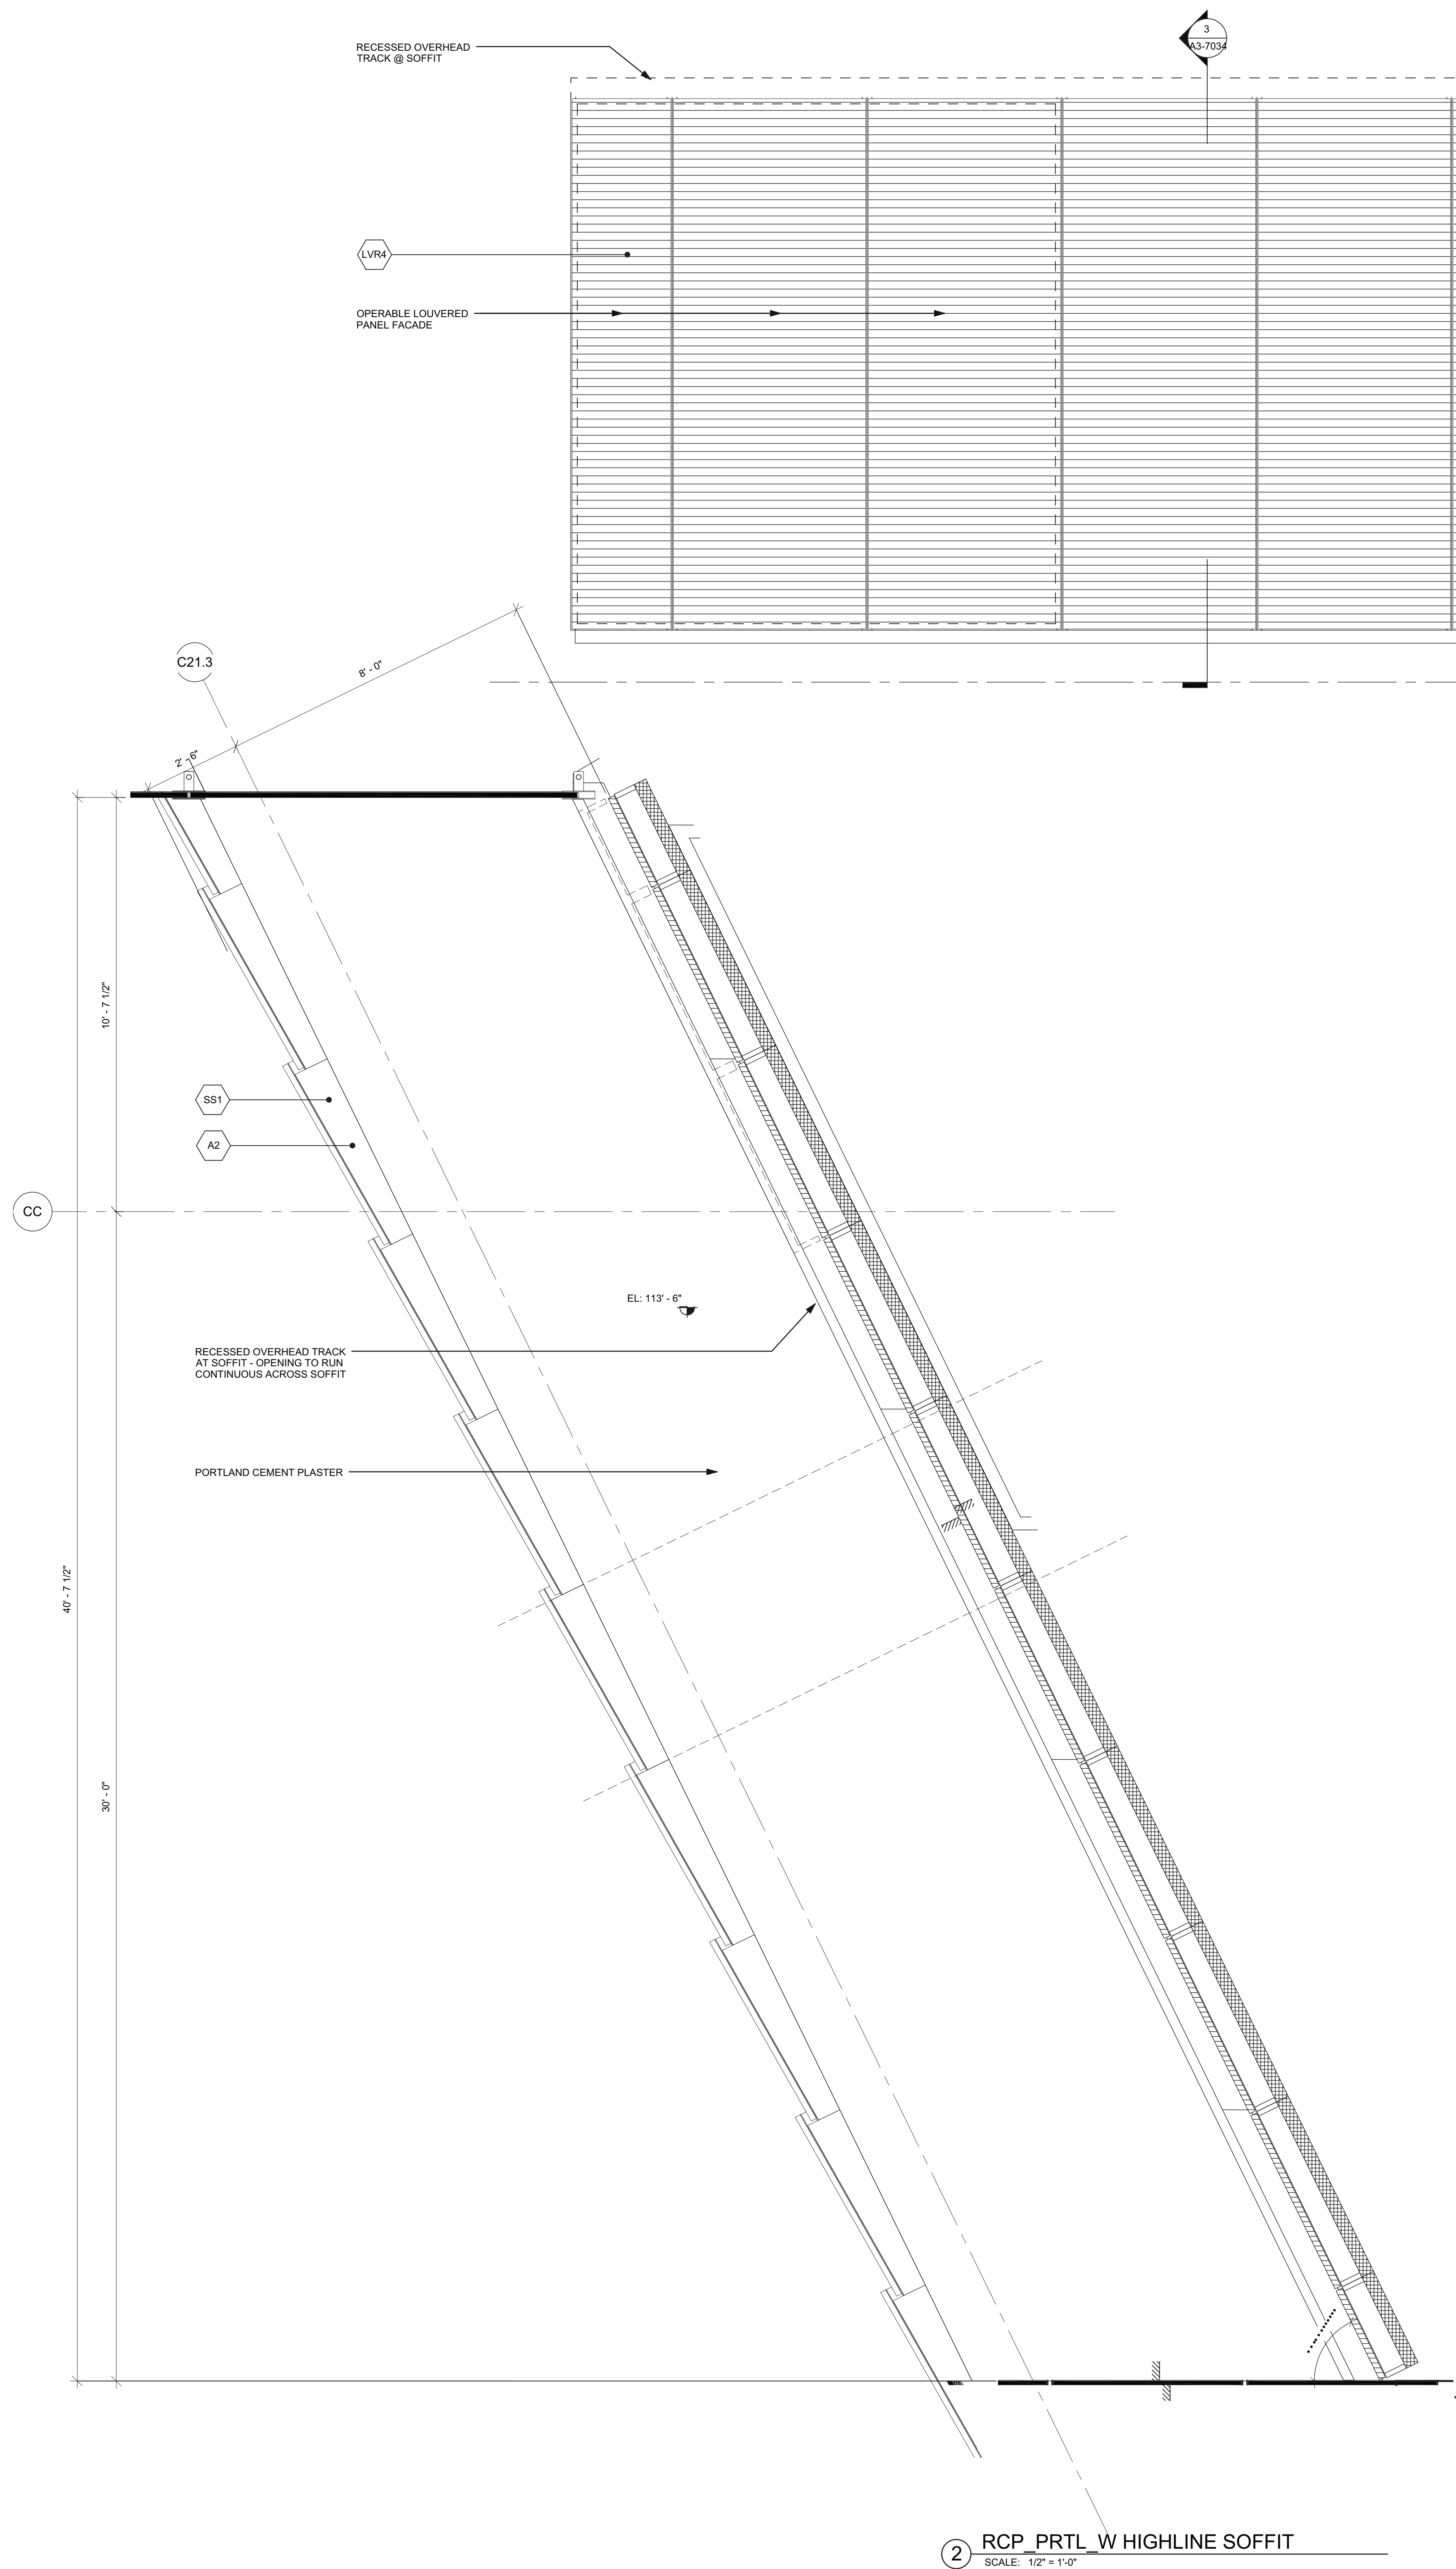 RECESSED OVERHEAD
TRACK @ SOFFIT
3
A3-7034
LVR4
OPERABLE LOUVERED
PANEL FACADE
C21.3
8' - 0"
2' - 6"
10' - 7 1/2"
SS1
A2
CC
EL: 113' - 6"
RECESSED OVERHEAD TRACK
AT SOFFIT - OPENING TO RUN
CONTINUOUS ACROSS SOFFIT
PORTLAND CEMENT PLASTER
40' - 7 1/2"
30' - 0"
2
RCP_PRTL_W HIGHLINE SOFFIT
SCALE: 1/2" = 1'-0"